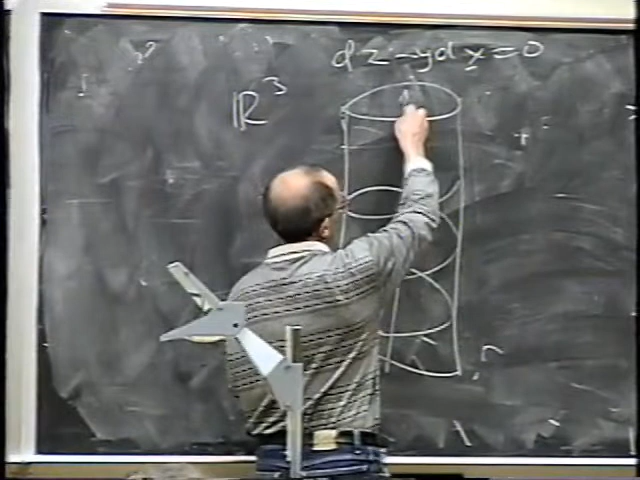 dz - ydx = 0
ℝ³